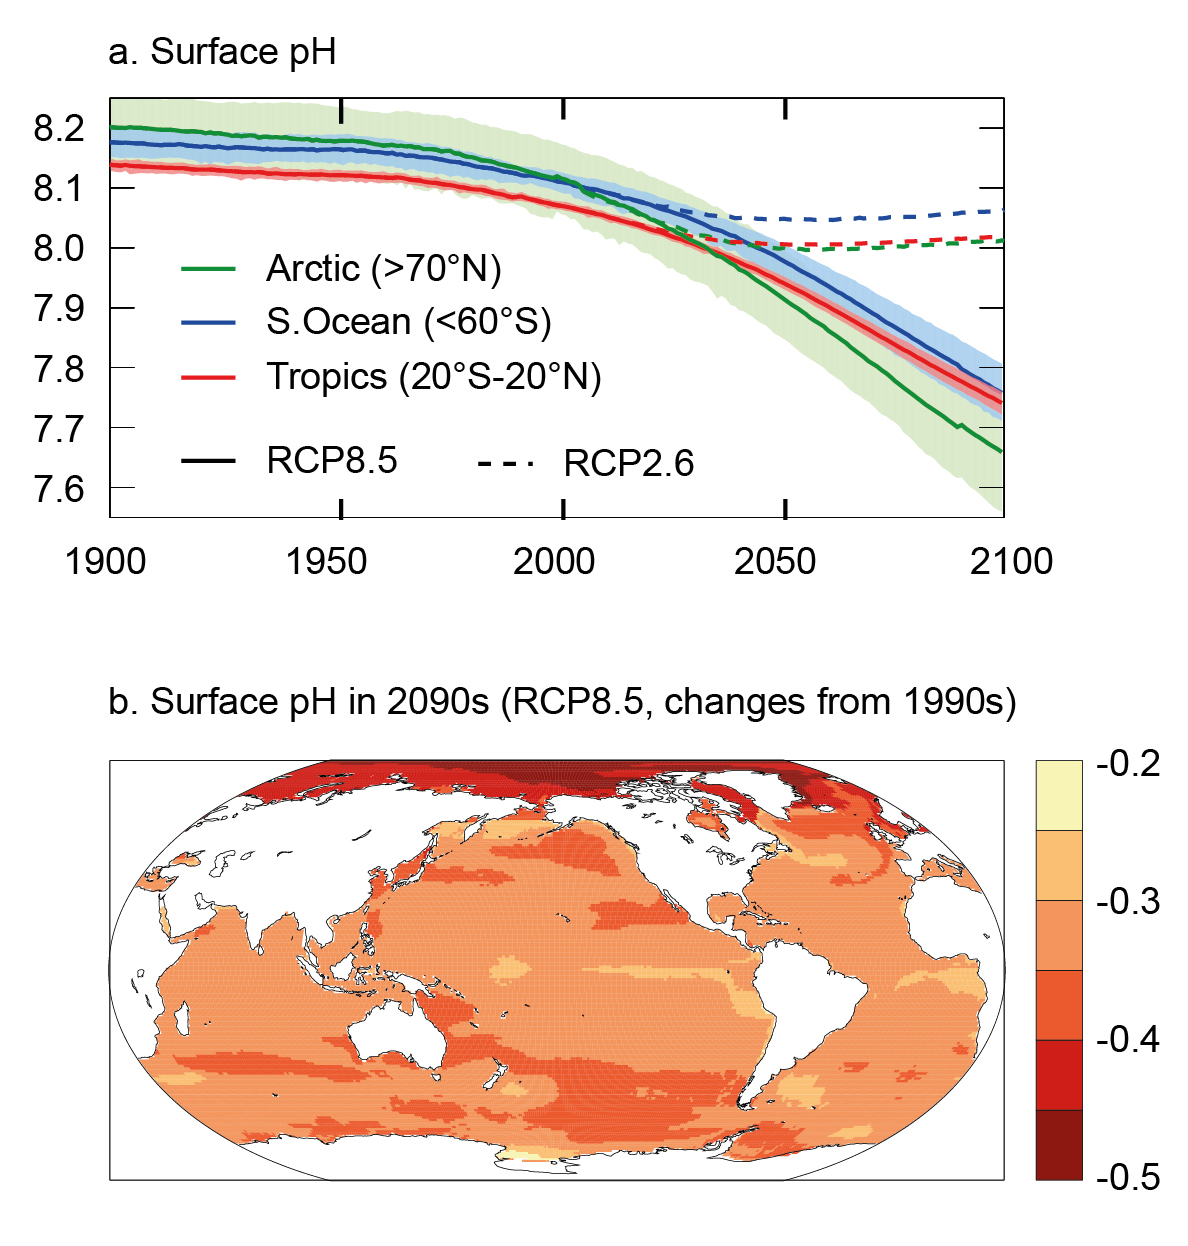 a. Surface pH
8.2
8.1
8.0
7.9
7.8
7.7
7.6
Arctic (>70°N)
S.Ocean (<60°S)
Tropics (20°S-20°N)
RCP8.5 RCP2.6
1900 1950 2000 2050 2100
b. Surface pH in 2090s (RCP8.5, changes from 1990s)
-0.2
-0.3
-0.4
-0.5